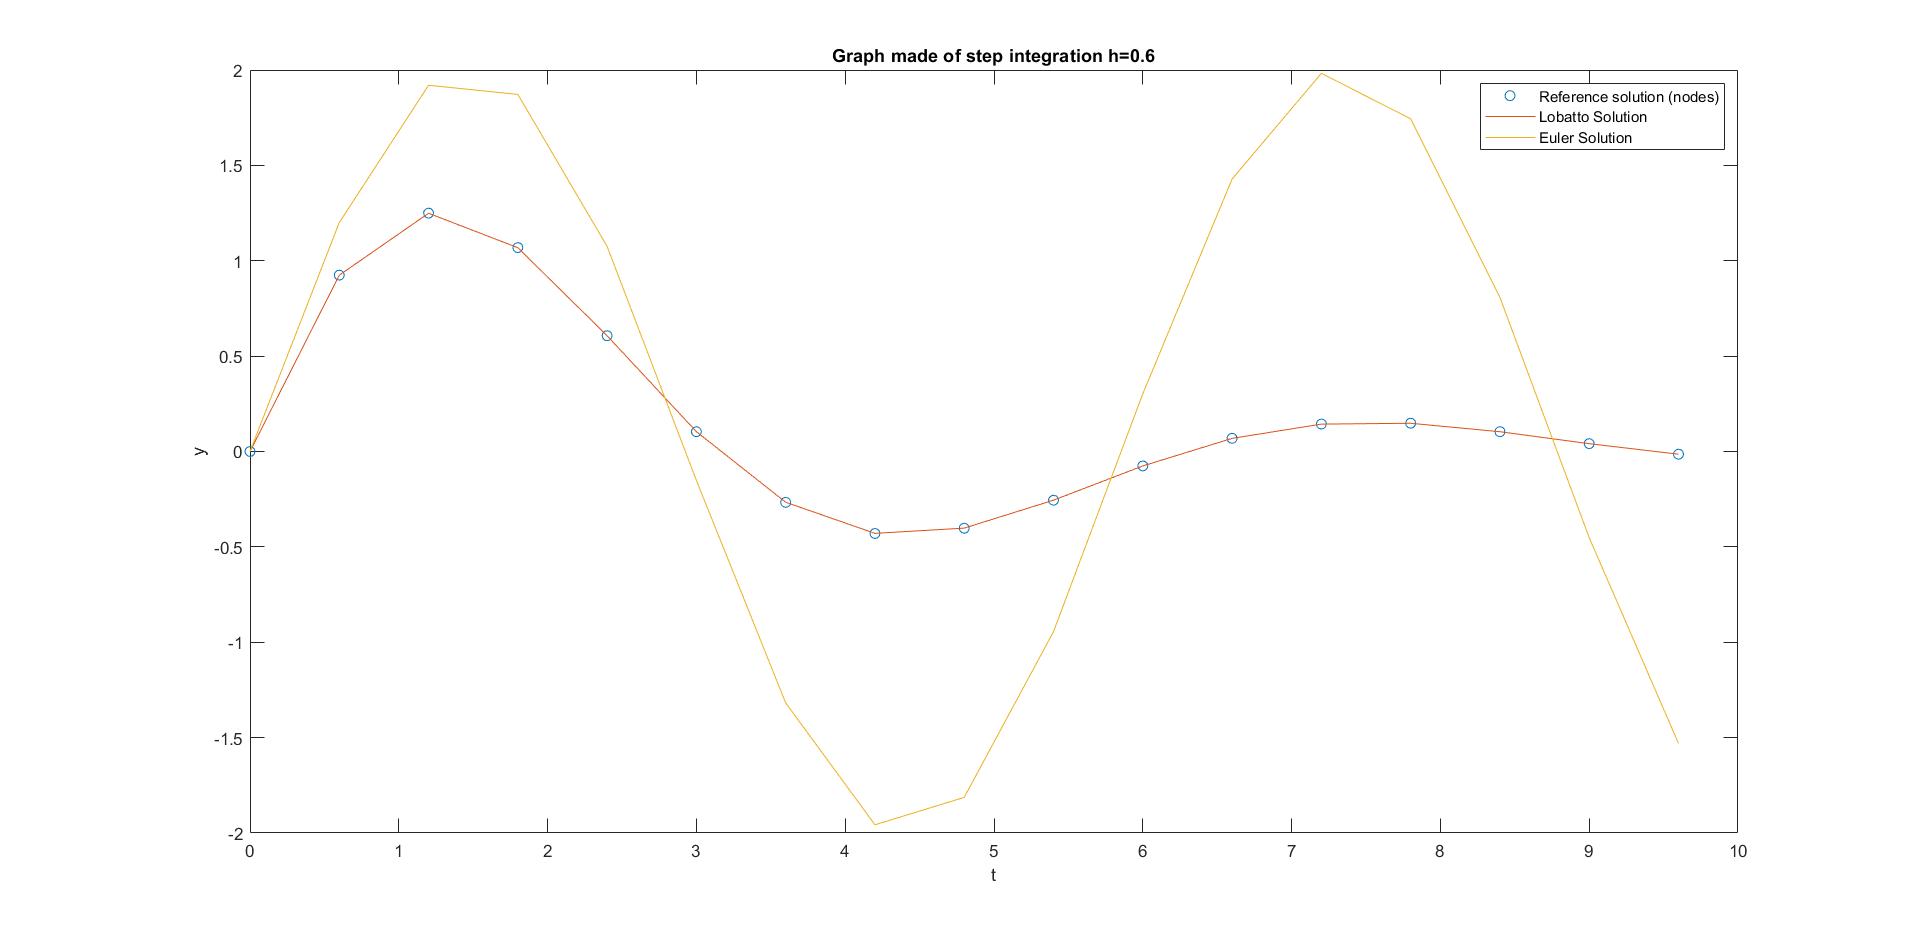 Graph made of step integration h=0.6
Reference solution (nodes)
Lobatto Solution
Euler Solution
2
1.5
1
0.5
0
-0.5
-1
-1.5
-2
y
0 1 2 3 4 5 6 7 8 9 10
t